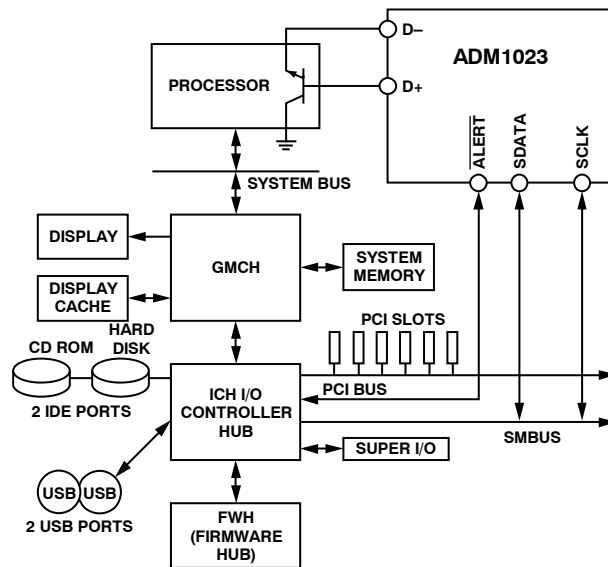 D–
ADM1023
PROCESSOR
D+
ALERT
SDATA
SCLK
SYSTEM BUS
DISPLAY
GMCH
SYSTEM
MEMORY
DISPLAY
CACHE
HARD
DISK
CD ROM
PCI SLOTS
2 IDE PORTS
ICH I/O
CONTROLLER
HUB
PCI BUS
SMBUS
SUPER I/O
USB
USB
2 USB PORTS
FWH
(FIRMWARE
HUB)